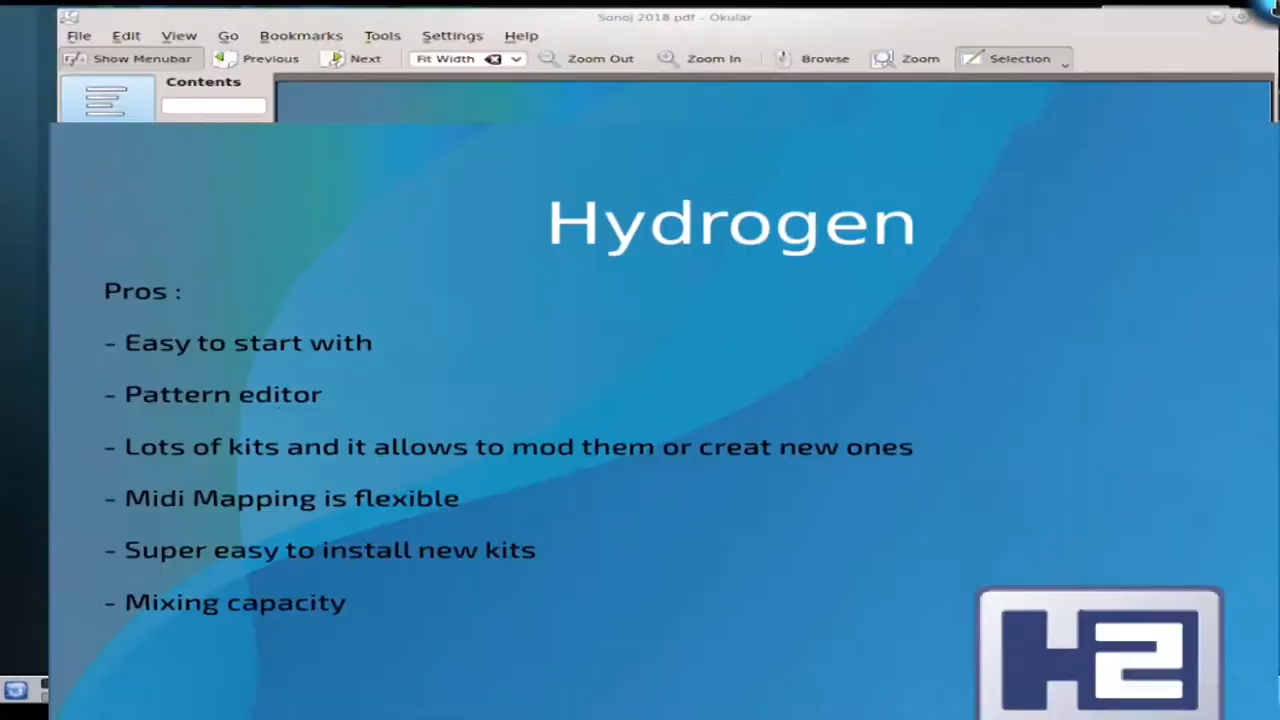 Sonoj 2018 pdf - Okular
File Edit View Go Bookmarks Tools Settings Help
Show Menubar Previous Next Fit Width Zoom Out Zoom In Browse Zoom Selection
Contents
Hydrogen
Pros :
- Easy to start with
- Pattern editor
- Lots of kits and it allows to mod them or creat new ones
- Midi Mapping is flexible
- Super easy to install new kits
- Mixing capacity
H2